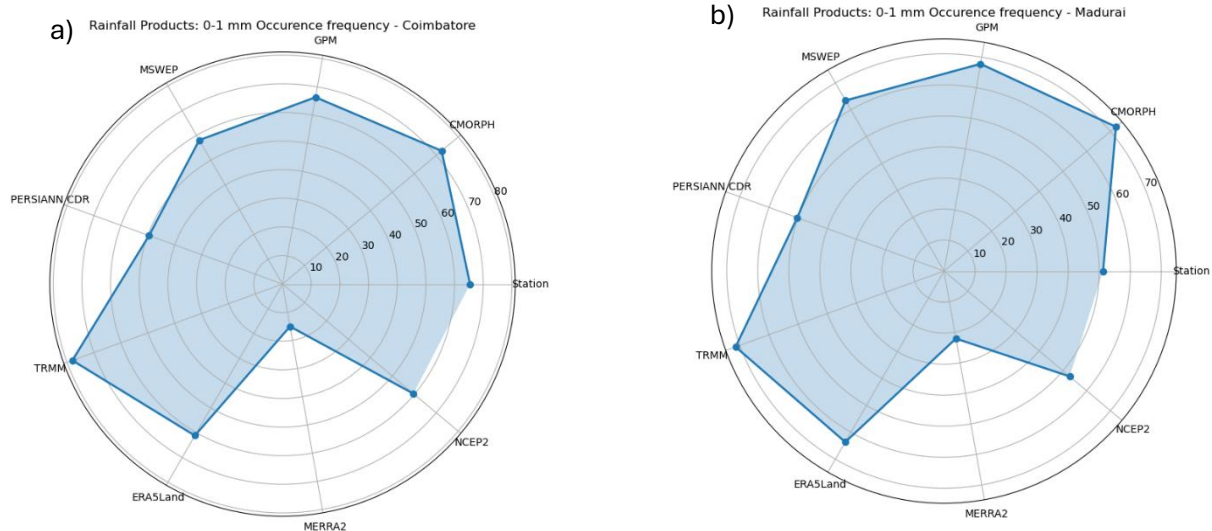 a)
Rainfall Products: 0-1 mm Occurence frequency - Coimbatore
GPM
MSWEP
CMORPH
PERSIANN CDR
80
70
60
50
40
30
20
10
Station
TRMM
NCEP2
ERA5Land
MERRA2
b)
Rainfall Products: 0-1 mm Occurence frequency - Madurai
GPM
MSWEP
CMORPH
PERSIANN CDR
70
60
50
40
30
20
10
Station
TRMM
NCEP2
ERA5Land
MERRA2